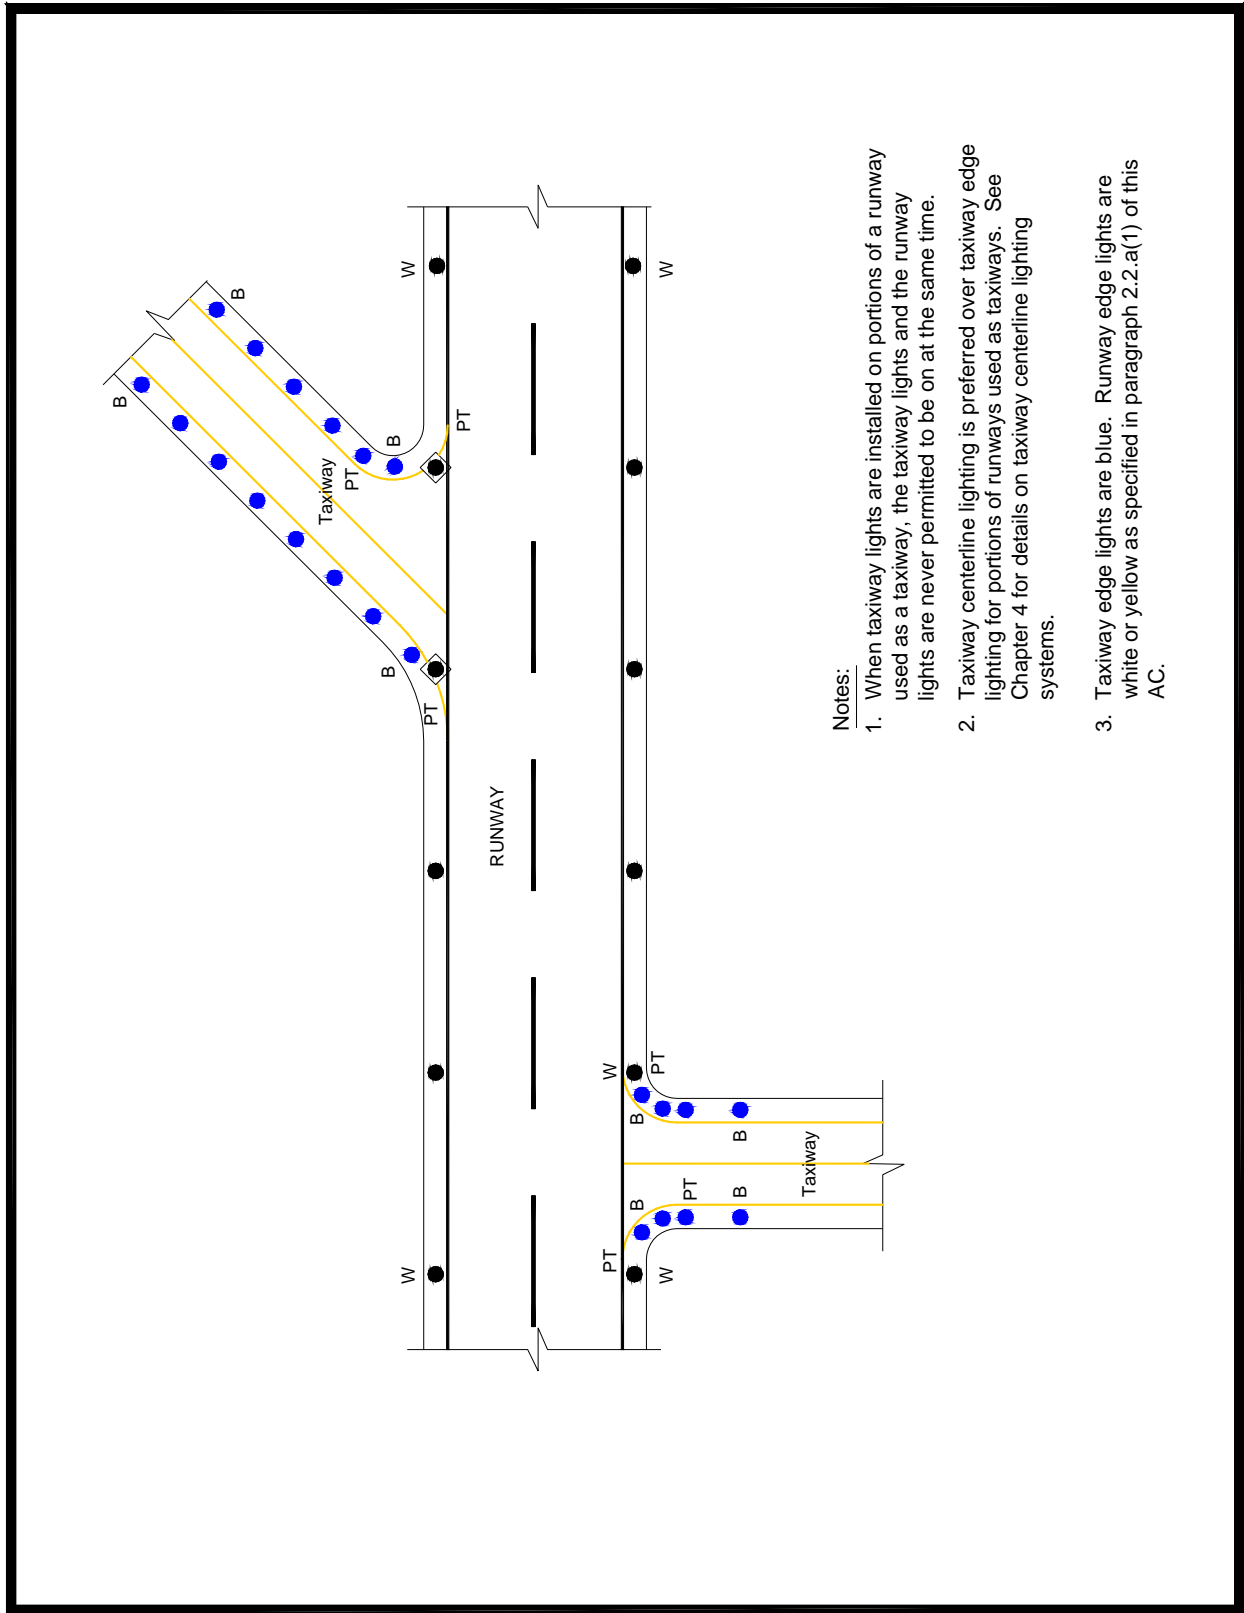 B
B
Taxiway
PT
B
PT
W
B
PT
RUNWAY
W
W
W
PT
B
B
Taxiway
B
PT
B
PT
W
Notes:
1. When taxiway lights are installed on portions of a runway
used as a taxiway, the taxiway lights and the runway
lights are never permitted to be on at the same time.
2. Taxiway centerline lighting is preferred over taxiway edge
lighting for portions of runways used as taxiways. See
Chapter 4 for details on taxiway centerline lighting
systems.
3. Taxiway edge lights are blue. Runway edge lights are
white or yellow as specified in paragraph 2.2.a(1) of this
AC.